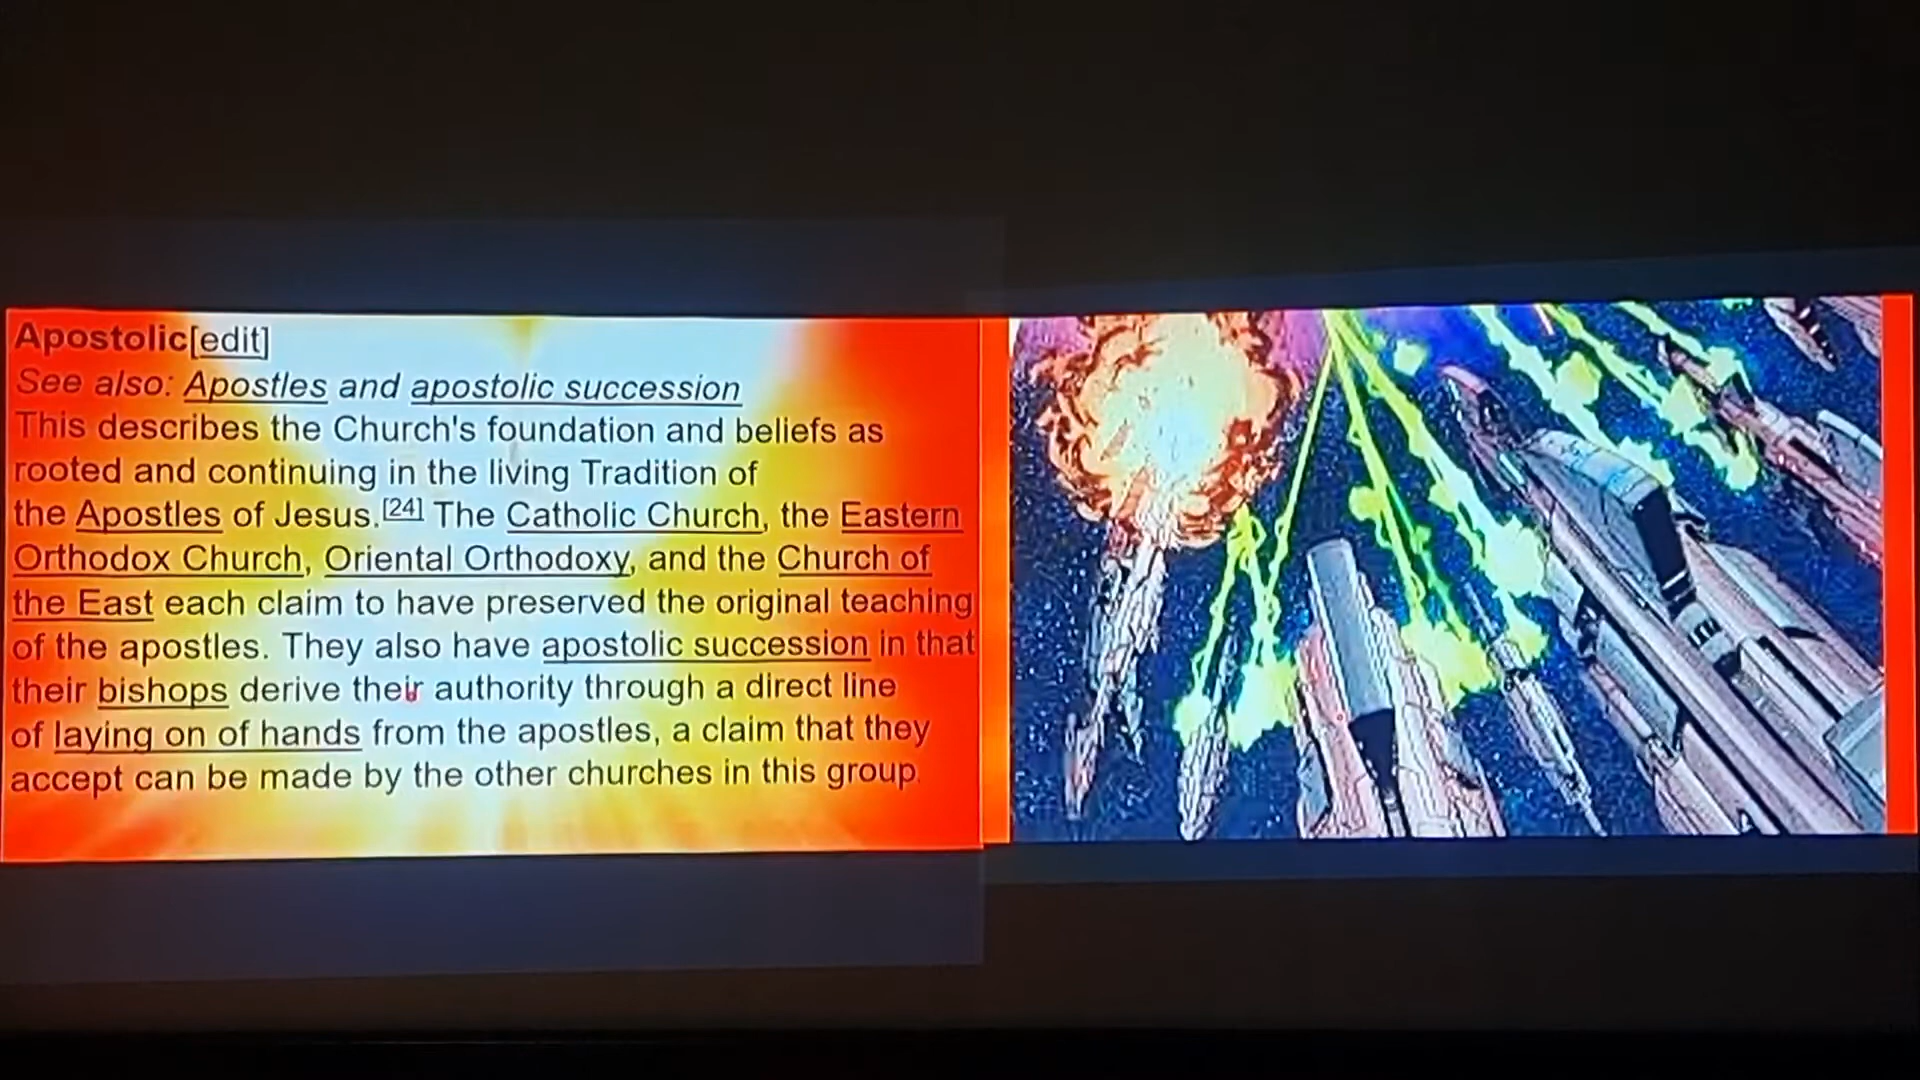 Apostolic[edit]
See also: Apostles and apostolic succession
This describes the Church's foundation and beliefs as
rooted and continuing in the living Tradition of
the Apostles of Jesus.[24] The Catholic Church, the Eastern
Orthodox Church, Oriental Orthodoxy, and the Church of
the East each claim to have preserved the original teaching
of the apostles. They also have apostolic succession in that
their bishops derive their authority through a direct line
of laying on of hands from the apostles, a claim that they
accept can be made by the other churches in this group.